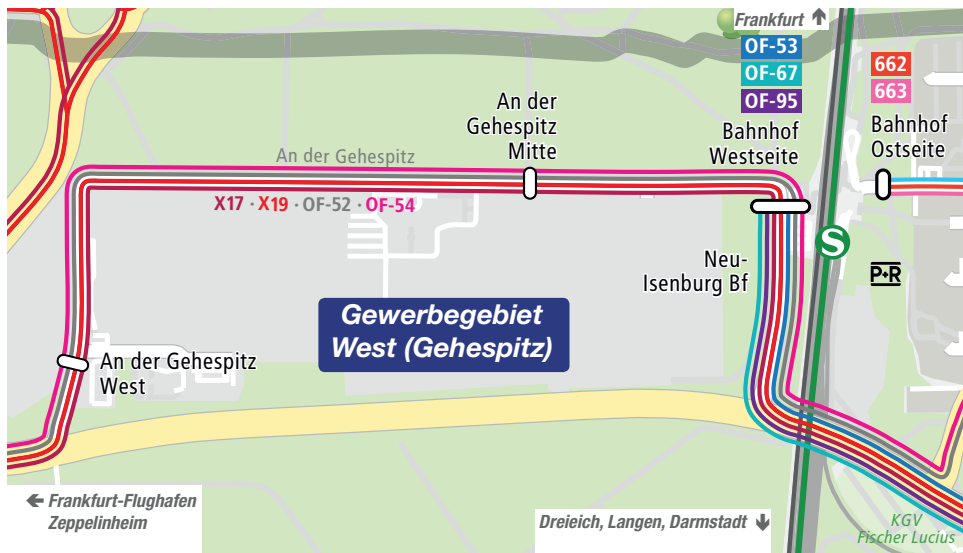 Frankfurt ↑
OF-53
OF-67
OF-95
662
663
Bahnhof
Westseite
Bahnhof
Ostseite
An der
Gehespitz
Mitte
An der Gehespitz
X17 · X19 · OF-52 · OF-54
S
P+R
Neu-
Isenburg Bf
Gewerbegebiet
West (Gehespitz)
An der Gehespitz
West
← Frankfurt-Flughafen
Zeppelinheim
Dreieich, Langen, Darmstadt ↓
KGV
Fischer Lucius